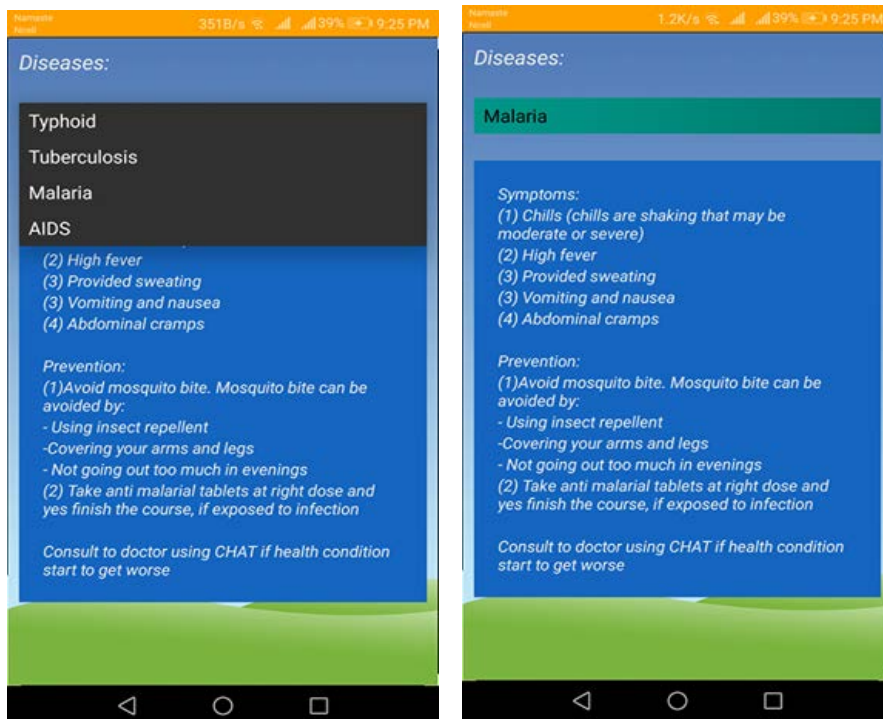 Namaste
Ncell
351B/s 39% 9:25 PM
Diseases:
Typhoid
Tuberculosis
Malaria
AIDS
(2) High fever
(3) Provided sweating
(3) Vomiting and nausea
(4) Abdominal cramps
Prevention:
(1)Avoid mosquito bite. Mosquito bite can be
avoided by:
- Using insect repellent
-Covering your arms and legs
- Not going out too much in evenings
(2) Take anti malarial tablets at right dose and
yes finish the course, if exposed to infection
Consult to doctor using CHAT if health condition
start to get worse
Namaste
Ncell
1.2K/s 39% 9:25 PM
Diseases:
Malaria
Symptoms:
(1) Chills (chills are shaking that may be
moderate or severe)
(2) High fever
(3) Provided sweating
(3) Vomiting and nausea
(4) Abdominal cramps
Prevention:
(1)Avoid mosquito bite. Mosquito bite can be
avoided by:
- Using insect repellent
-Covering your arms and legs
- Not going out too much in evenings
(2) Take anti malarial tablets at right dose and
yes finish the course, if exposed to infection
Consult to doctor using CHAT if health condition
start to get worse